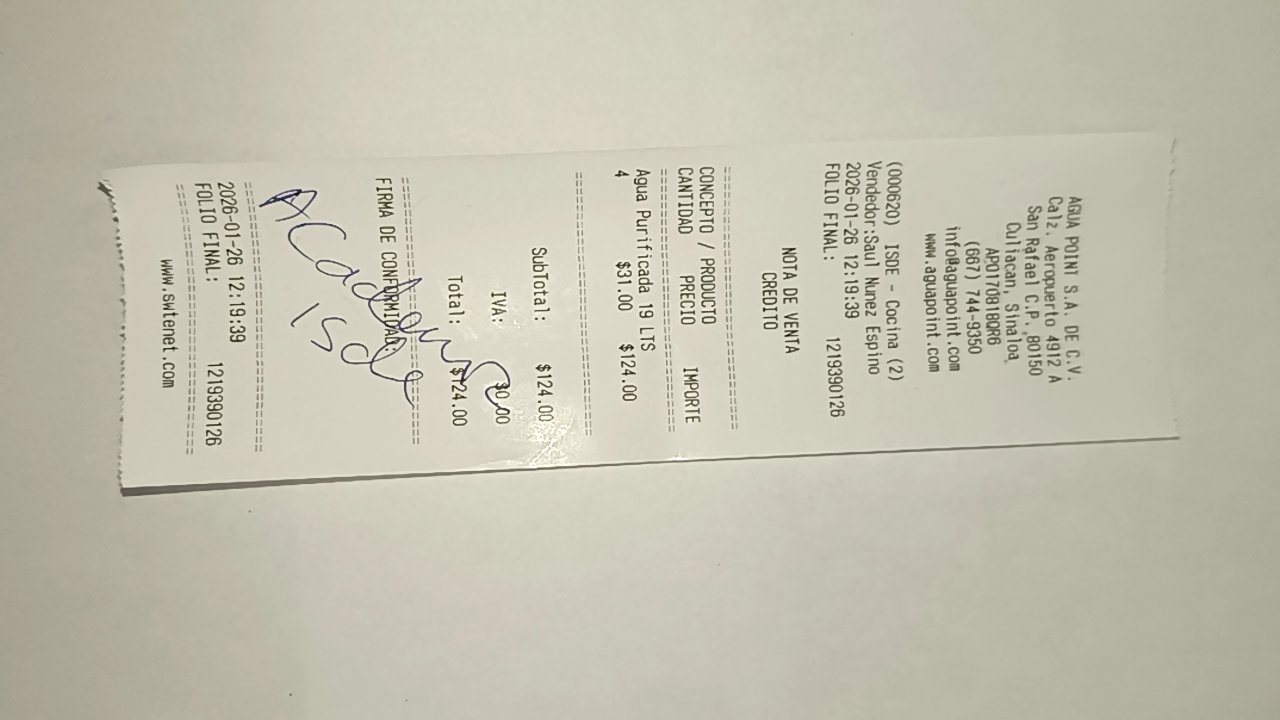 AGUA POINT S.A. DE C.V.
Calz. Aeropuerto 4912 A
San Rafael C.P. 80150
Culiacan, Sinaloa
APO170818QR6
(667) 744-9350
info@aguapoint.com
www.aguapoint.com
(000620) ISDE - Cocina (2)
Vendedor:Saul Nunez Espino
2026-01-26 12:19:39
FOLIO FINAL: 1219390126
NOTA DE VENTA
CREDITO
CONCEPTO / PRODUCTO
CANTIDAD PRECIO IMPORTE
Agua Purificada 19 LTS
4 $31.00 $124.00
SubTotal: $124.00
IVA: $0.00
Total: $124.00
FIRMA DE CONFORMIDAD:
2026-01-26 12:19:39
FOLIO FINAL: 1219390126
www.swtenet.com